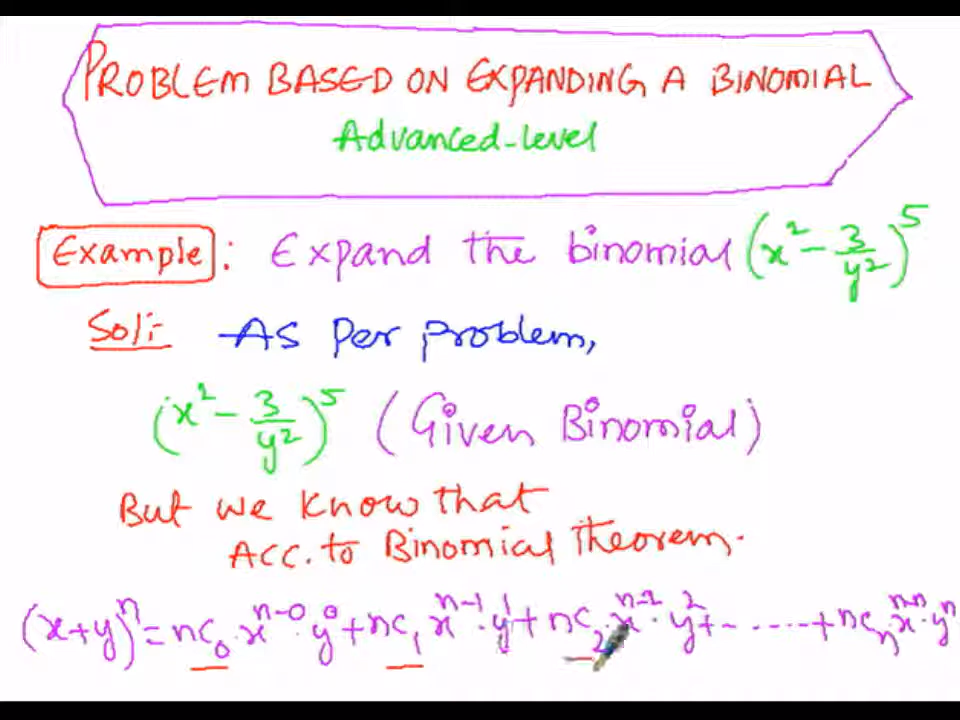 PROBLEM BASED ON EXPANDING A BINOMIAL
Advanced-level
Example: Expand the binomial (x² - 3/y²)⁵
Sol: As per problem,
(x² - 3/y²)⁵ (Given Binomial)
But we know that
Acc. to Binomial theorem.
(x+y)ⁿ = nC₀·xⁿ⁻⁰·y⁰ + nC₁ xⁿ⁻¹·y¹ + nC₂·xⁿ⁻²·y² + - ..... + nCₙ xⁿ⁻ⁿ·yⁿ